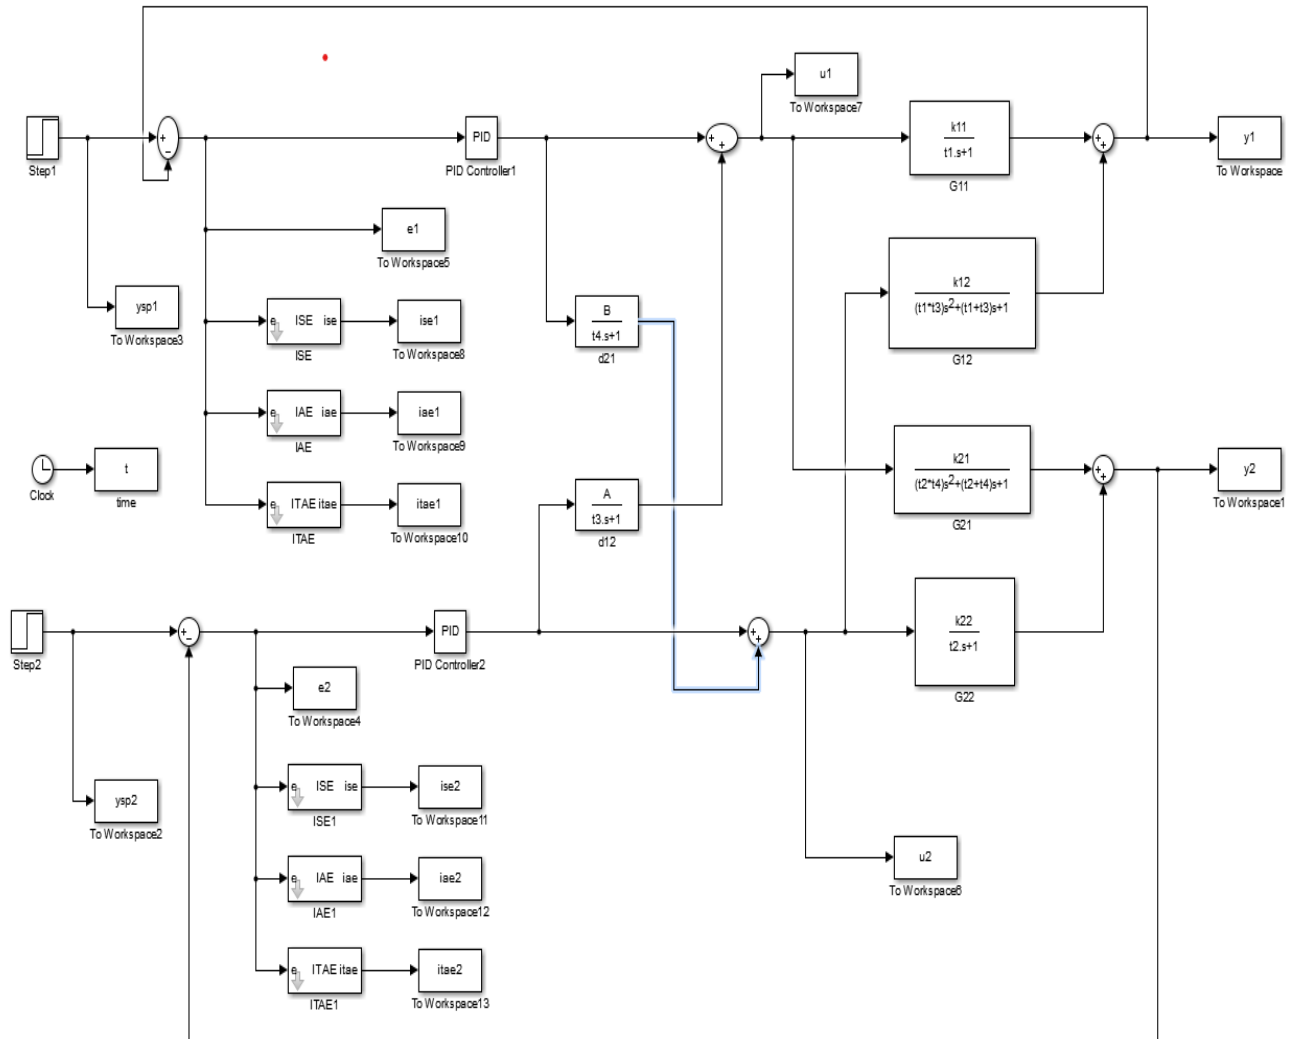 u1
To Workspace7
+
−
Step1
PID
PID Controller1
+
+
k11
t1.s+1
G11
+
+
y1
To Workspace
e1
To Workspace5
ysp1
To Workspace3
e ISE ise
ISE
ise1
To Workspace8
B
t4.s+1
d21
k12
(t1*t3)s²+(t1+t3)s+1
G12
e IAE iae
IAE
iae1
To Workspace9
Clock
t
time
e ITAE itae
ITAE
itae1
To Workspace10
A
t3.s+1
d12
k21
(t2*t4)s²+(t2+t4)s+1
G21
+
+
y2
To Workspace1
Step2
+
−
PID
PID Controller2
+
+
k22
t2.s+1
G22
e2
To Workspace4
ysp2
To Workspace2
e ISE ise
ISE1
ise2
To Workspace11
e IAE iae
IAE1
iae2
To Workspace12
u2
To Workspace6
e ITAE itae
ITAE1
itae2
To Workspace13